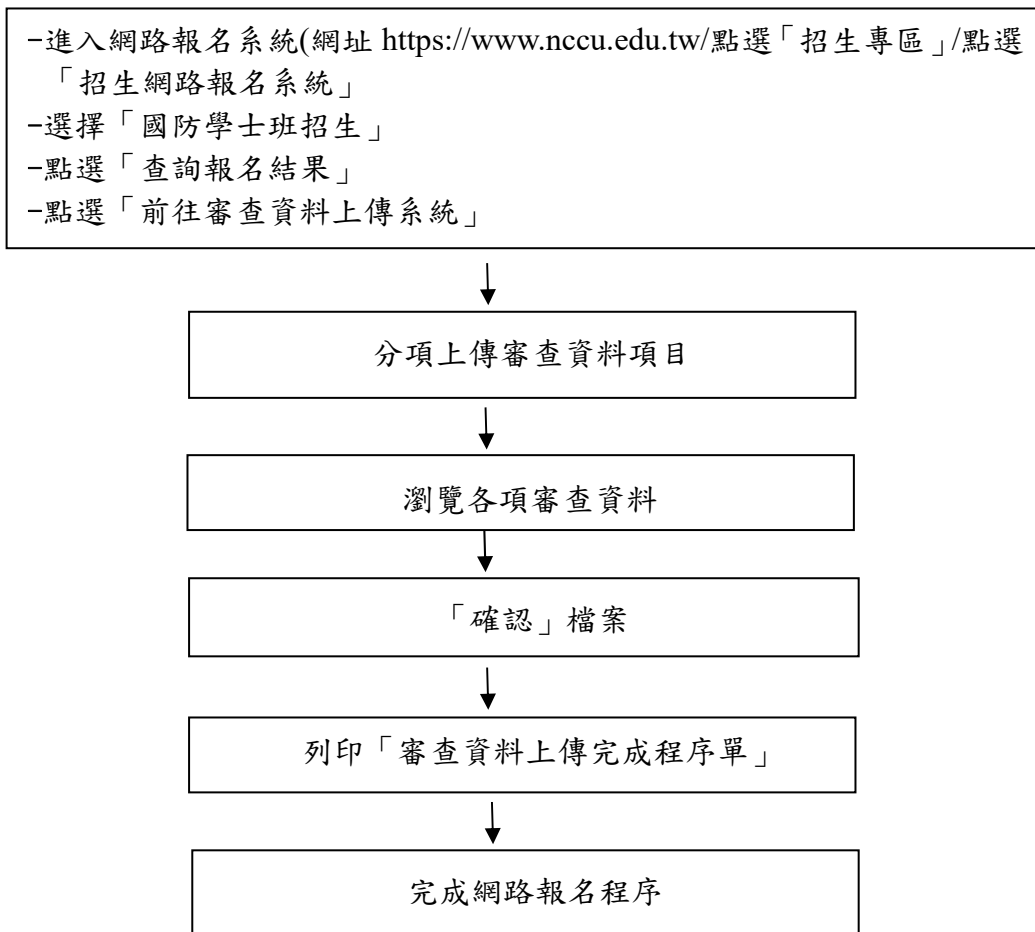 -進入網路報名系統(網址 https://www.nccu.edu.tw/點選「招生專區」/點選
「招生網路報名系統」
-選擇「國防學士班招生」
-點選「查詢報名結果」
-點選「前往審查資料上傳系統」
分項上傳審查資料項目
瀏覽各項審查資料
「確認」檔案
列印「審查資料上傳完成程序單」
完成網路報名程序